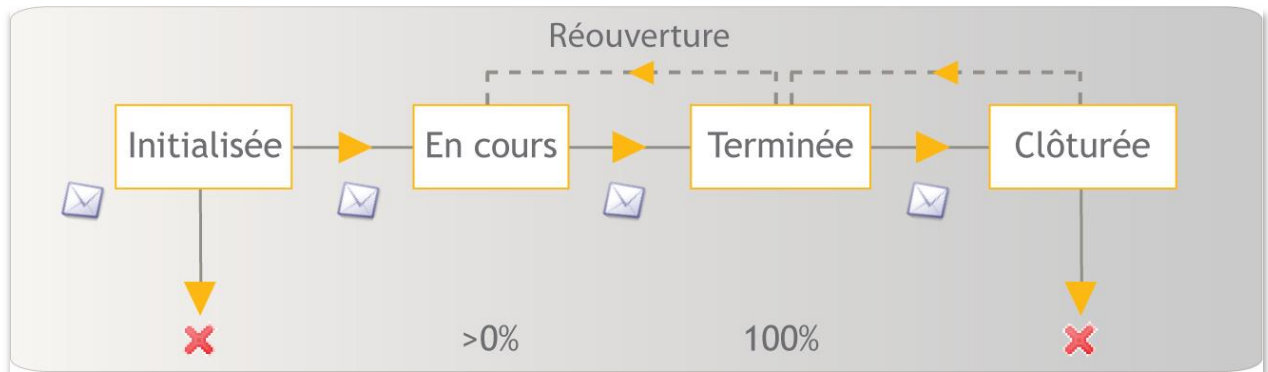 Réouverture
Initialisée
En cours
Terminée
Clôturée
>0%
100%